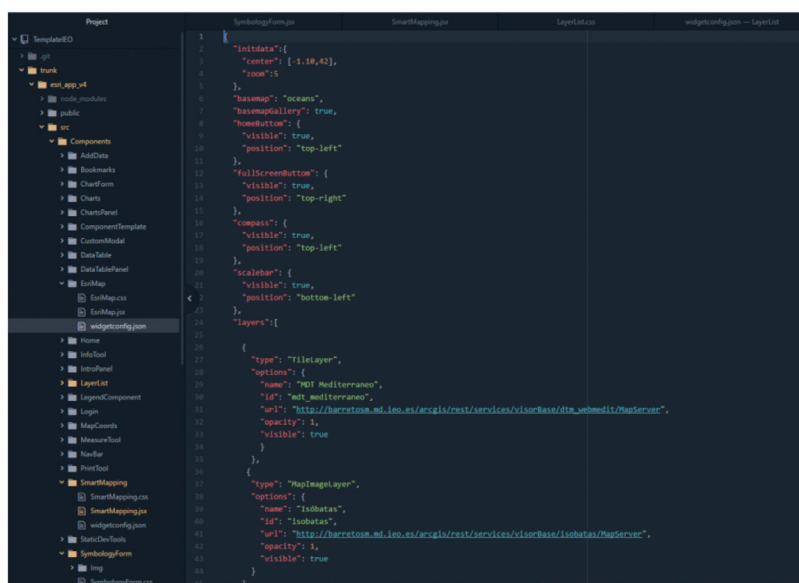 Project
TemplateIEO
.git
trunk
esri_app_v4
node_modules
public
src
Components
AddData
Bookmarks
ChartForm
Charts
ChartsPanel
ComponentTemplate
CustomModal
DataTable
DataTablePanel
EsriMap
EsriMap.css
EsriMap.jsx
widgetconfig.json
Home
InfoTool
IntroPanel
LayerList
LegendComponent
Login
MapCoords
MeasureTool
NavBar
PrintTool
SmartMapping
SmartMapping.css
SmartMapping.jsx
widgetconfig.json
StaticDevTools
SymbologyForm
Img
SymbologyForm.css
SymbologyForm.jsx
SmartMapping.jsx
LayerList.css
widgetconfig.json — LayerList
1 {
2 "initdata":{
3 "center": [-1.10,42],
4 "zoom":5
5 },
6 "basemap": "oceans",
7 "basemapGallery": true,
8 "homeButtom": {
9 "visible": true,
10 "position": "top-left"
11 },
12 "fullScreenButtom": {
13 "visible": true,
14 "position": "top-right"
15 },
16 "compass": {
17 "visible": true,
18 "position": "top-left"
19 },
20 "scalebar": {
21 "visible": true,
22 "position": "bottom-left"
23 },
24 "layers":[
25
26 {
27 "type": "TileLayer",
28 "options": {
29 "name": "MDT Mediterraneo",
30 "id": "mdt_mediterraneo",
31 "url": "http://barretosm.md.ieo.es/arcgis/rest/services/visorBase/dtm_webmedit/MapServer",
32 "opacity": 1,
33 "visible": true
34 }
35 },
36 {
37 "type": "MapImageLayer",
38 "options": {
39 "name": "Isóbatas",
40 "id": "isobatas",
41 "url": "http://barretosm.md.ieo.es/arcgis/rest/services/visorBase/isobatas/MapServer",
42 "opacity": 1,
43 "visible": true
44 }